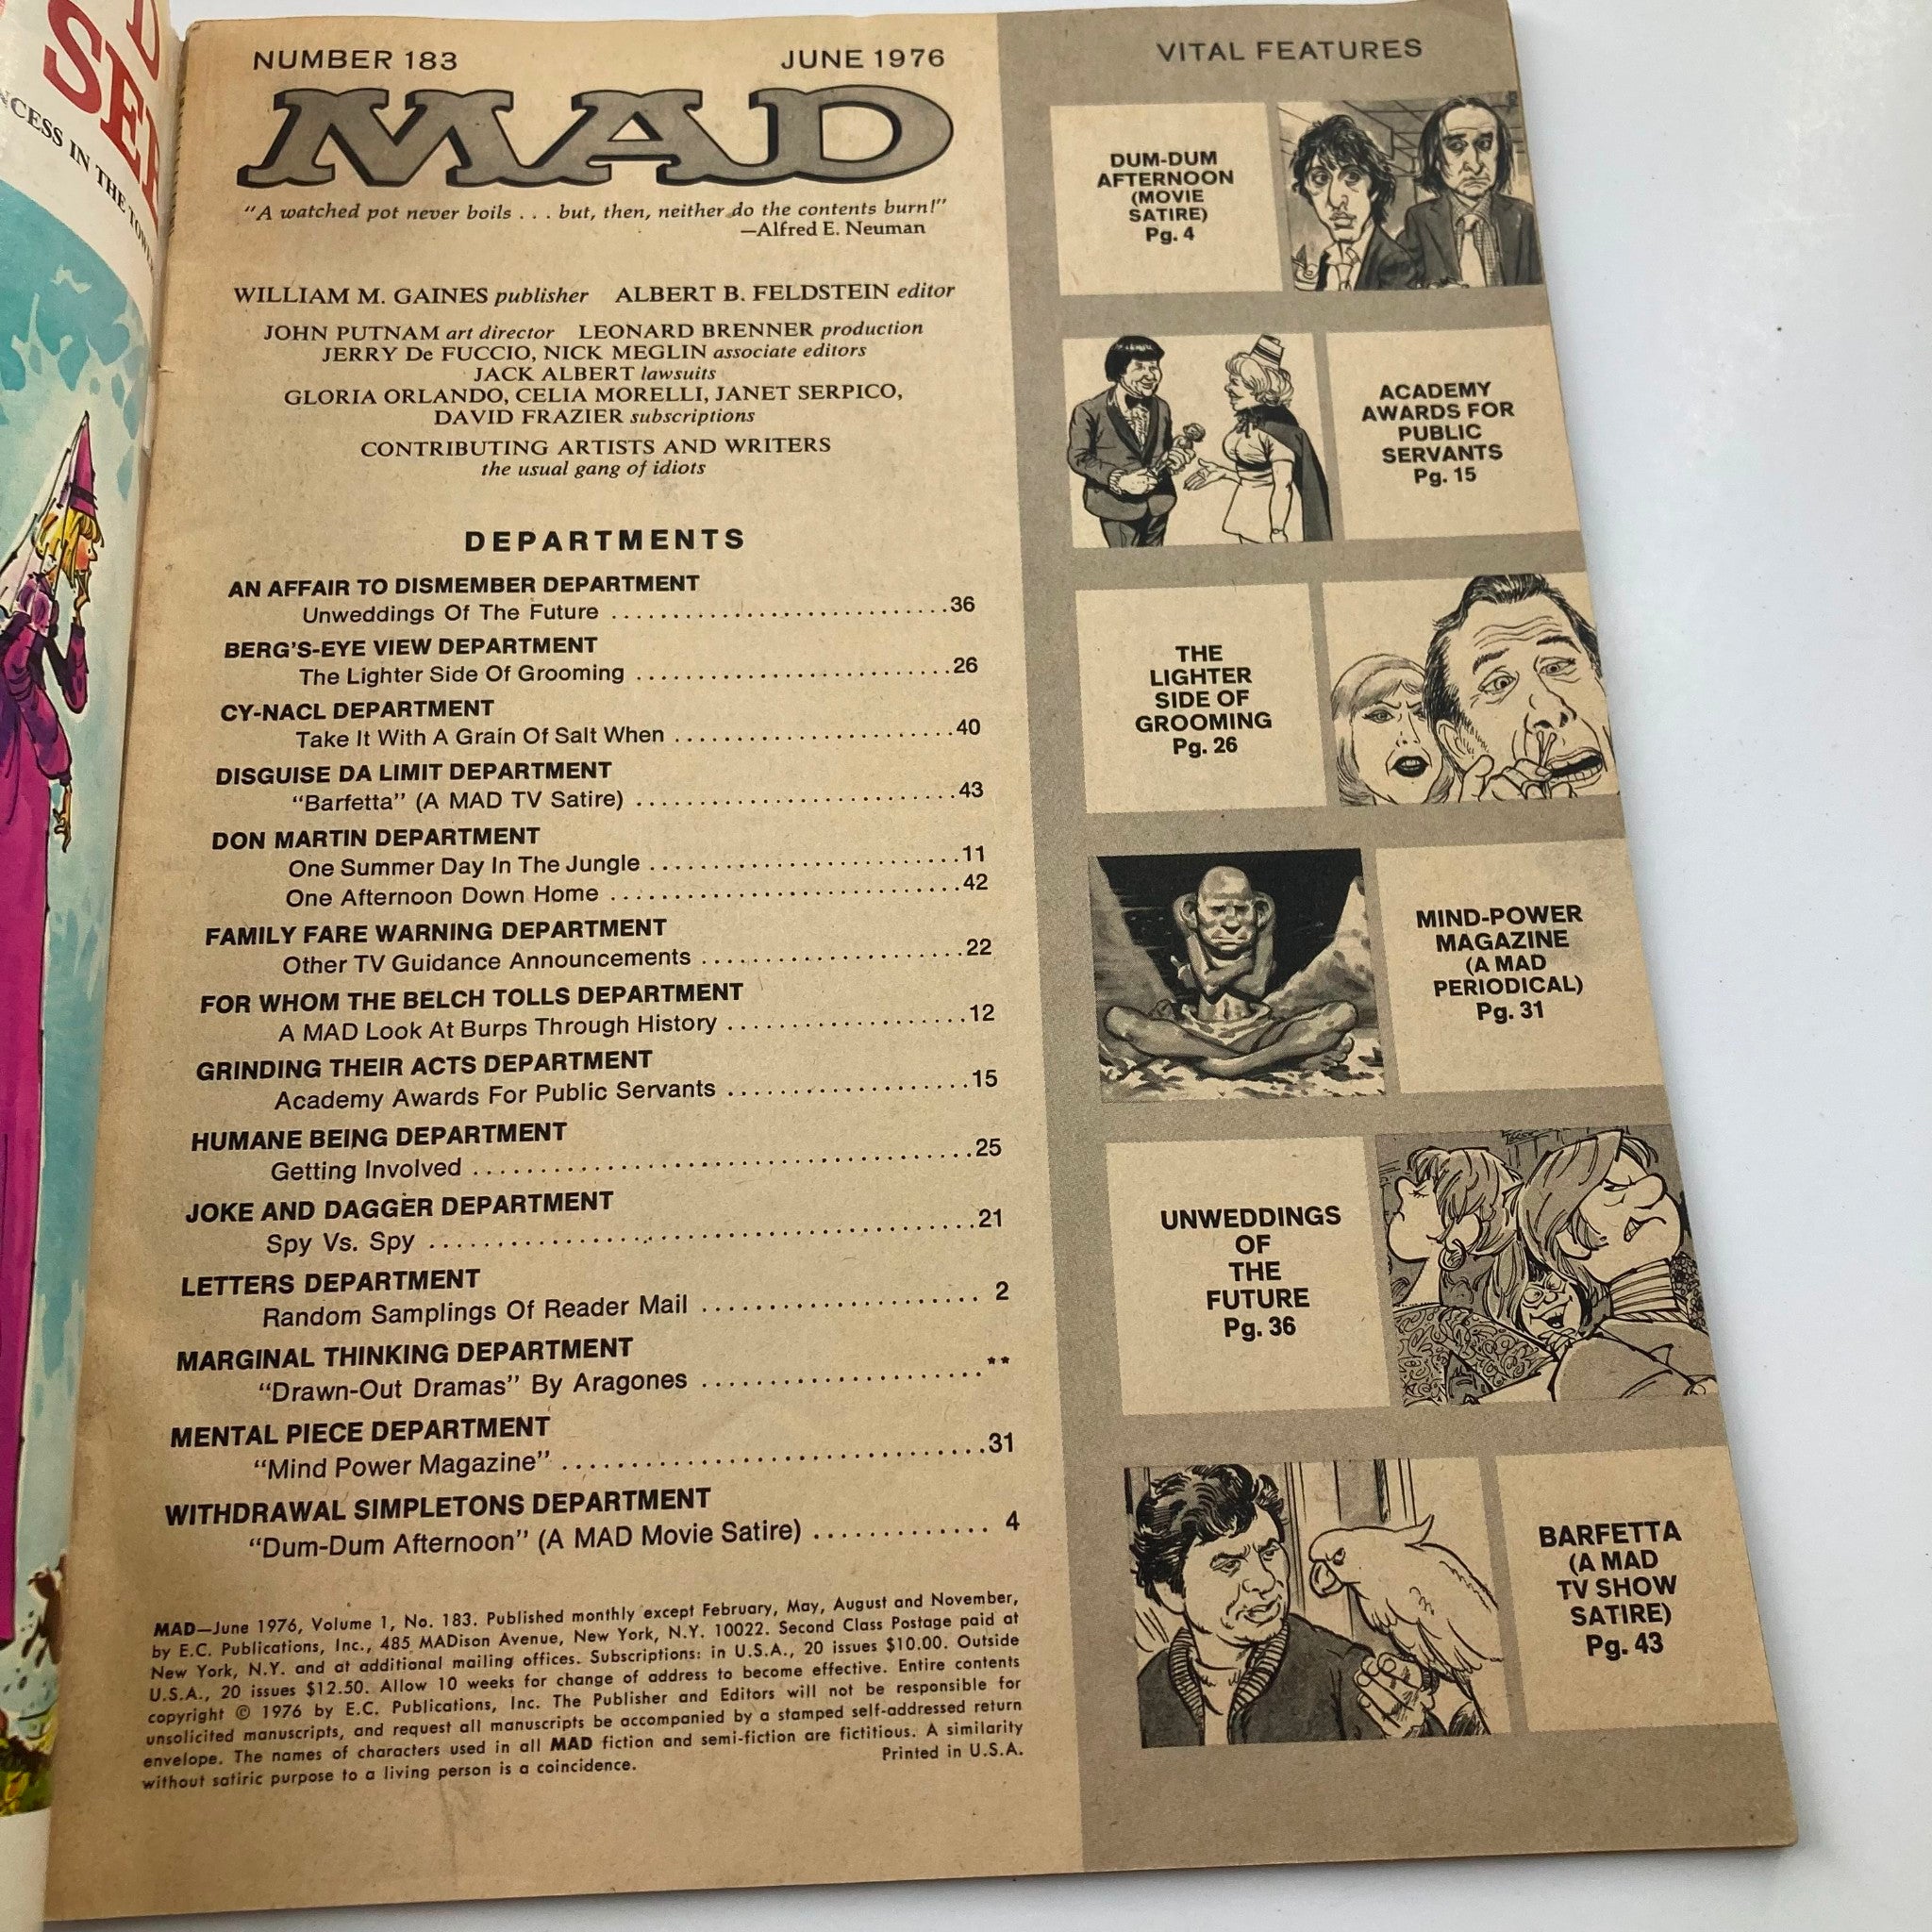 SER
CESS IN THE TOW
NUMBER 183 JUNE 1976
MAD
"A watched pot never boils . . . but, then, neither do the contents burn!"
—Alfred E. Neuman
WILLIAM M. GAINES publisher ALBERT B. FELDSTEIN editor
JOHN PUTNAM art director LEONARD BRENNER production
JERRY De FUCCIO, NICK MEGLIN associate editors
JACK ALBERT lawsuits
GLORIA ORLANDO, CELIA MORELLI, JANET SERPICO,
DAVID FRAZIER subscriptions
CONTRIBUTING ARTISTS AND WRITERS
the usual gang of idiots
DEPARTMENTS
AN AFFAIR TO DISMEMBER DEPARTMENT
Unweddings Of The Future ..............................36
BERG'S-EYE VIEW DEPARTMENT
The Lighter Side Of Grooming ............................26
CY-NACL DEPARTMENT
Take It With A Grain Of Salt When .........................40
DISGUISE DA LIMIT DEPARTMENT
"Barfetta" (A MAD TV Satire) ............................43
DON MARTIN DEPARTMENT
One Summer Day In The Jungle ...........................11
One Afternoon Down Home ..............................42
FAMILY FARE WARNING DEPARTMENT
Other TV Guidance Announcements .......................22
FOR WHOM THE BELCH TOLLS DEPARTMENT
A MAD Look At Burps Through History .....................12
GRINDING THEIR ACTS DEPARTMENT
Academy Awards For Public Servants .....................15
HUMANE BEING DEPARTMENT
Getting Involved .......................................25
JOKE AND DAGGER DEPARTMENT
Spy Vs. Spy ..........................................21
LETTERS DEPARTMENT
Random Samplings Of Reader Mail ....................... 2
MARGINAL THINKING DEPARTMENT
"Drawn-Out Dramas" By Aragones .......................**
MENTAL PIECE DEPARTMENT
"Mind Power Magazine" .................................31
WITHDRAWAL SIMPLETONS DEPARTMENT
"Dum-Dum Afternoon" (A MAD Movie Satire) ............. 4
MAD—June 1976, Volume 1, No. 183. Published monthly except February, May, August and November,
by E.C. Publications, Inc., 485 MADison Avenue, New York, N.Y. 10022. Second Class Postage paid at
New York, N.Y. and at additional mailing offices. Subscriptions: in U.S.A., 20 issues $10.00. Outside
U.S.A., 20 issues $12.50. Allow 10 weeks for change of address to become effective. Entire contents
copyright © 1976 by E.C. Publications, Inc. The Publisher and Editors will not be responsible for
unsolicited manuscripts, and request all manuscripts be accompanied by a stamped self-addressed return
envelope. The names of characters used in all MAD fiction and semi-fiction are fictitious. A similarity
without satiric purpose to a living person is a coincidence. Printed in U.S.A.
VITAL FEATURES
DUM-DUM
AFTERNOON
(MOVIE
SATIRE)
Pg. 4
ACADEMY
AWARDS FOR
PUBLIC
SERVANTS
Pg. 15
THE
LIGHTER
SIDE OF
GROOMING
Pg. 26
MIND-POWER
MAGAZINE
(A MAD
PERIODICAL)
Pg. 31
UNWEDDINGS
OF
THE
FUTURE
Pg. 36
BARFETTA
(A MAD
TV SHOW
SATIRE)
Pg. 43